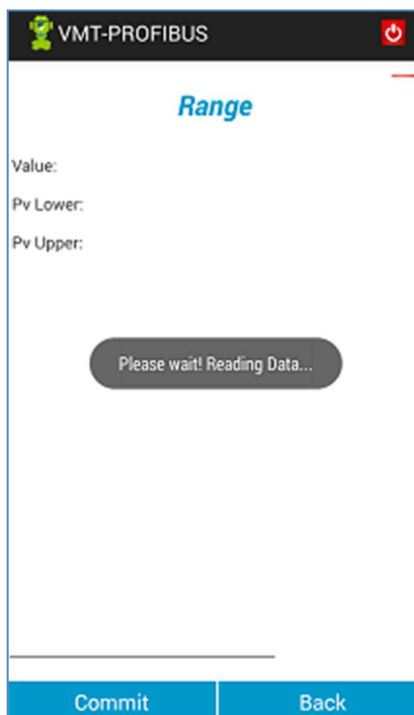 VMT-PROFIBUS
Range
Value:
Pv Lower:
Pv Upper:
Please wait! Reading Data...
Commit
Back